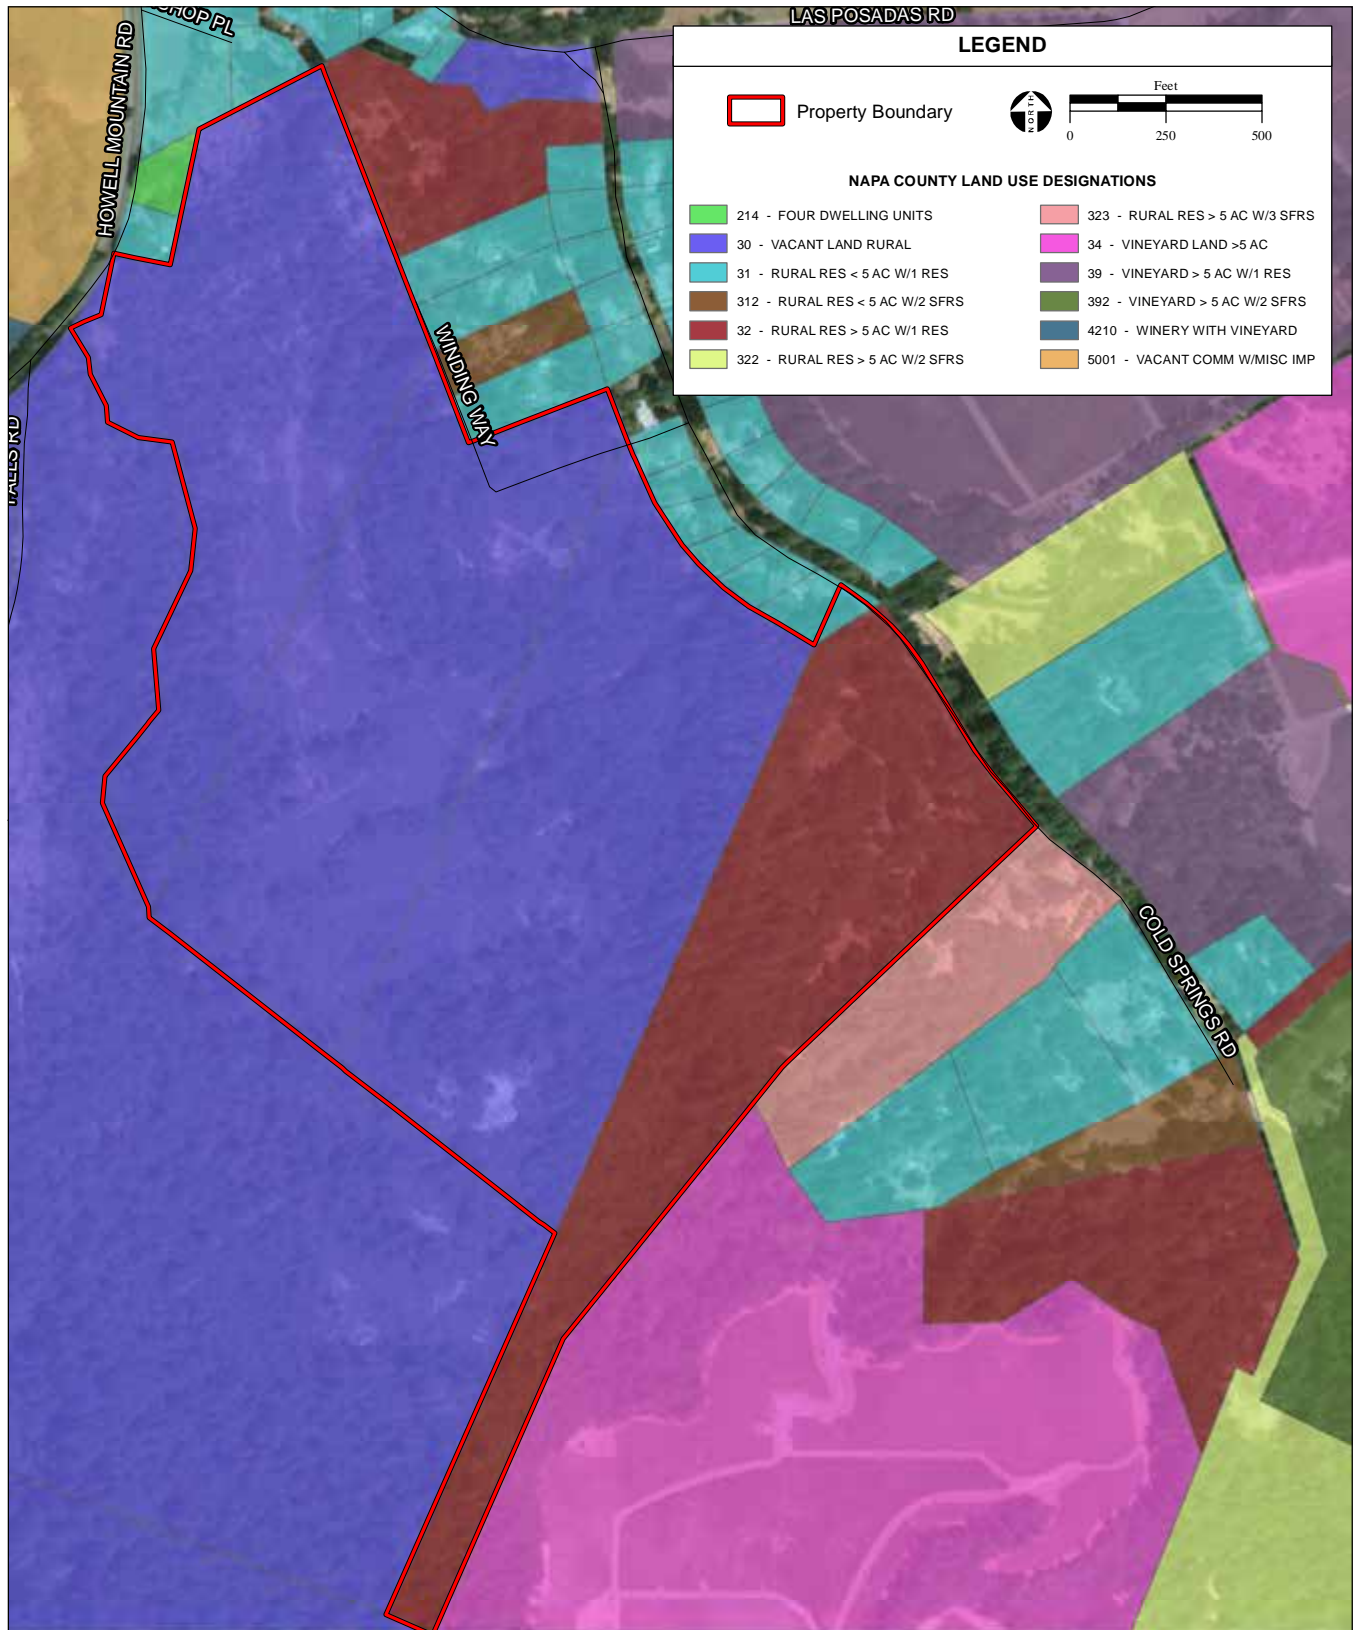 LAS POSADAS RD
HOWELL MOUNTAIN RD
LEGEND
Property Boundary
NORTH
Feet
0 250 500
NAPA COUNTY LAND USE DESIGNATIONS
214 - FOUR DWELLING UNITS
30 - VACANT LAND RURAL
31 - RURAL RES < 5 AC W/1 RES
312 - RURAL RES < 5 AC W/2 SFRS
32 - RURAL RES > 5 AC W/1 RES
322 - RURAL RES > 5 AC W/2 SFRS
323 - RURAL RES > 5 AC W/3 SFRS
34 - VINEYARD LAND >5 AC
39 - VINEYARD > 5 AC W/1 RES
392 - VINEYARD > 5 AC W/2 SFRS
4210 - WINERY WITH VINEYARD
5001 - VACANT COMM W/MISC IMP
WINDING WAY
COLD SPRINGS RD